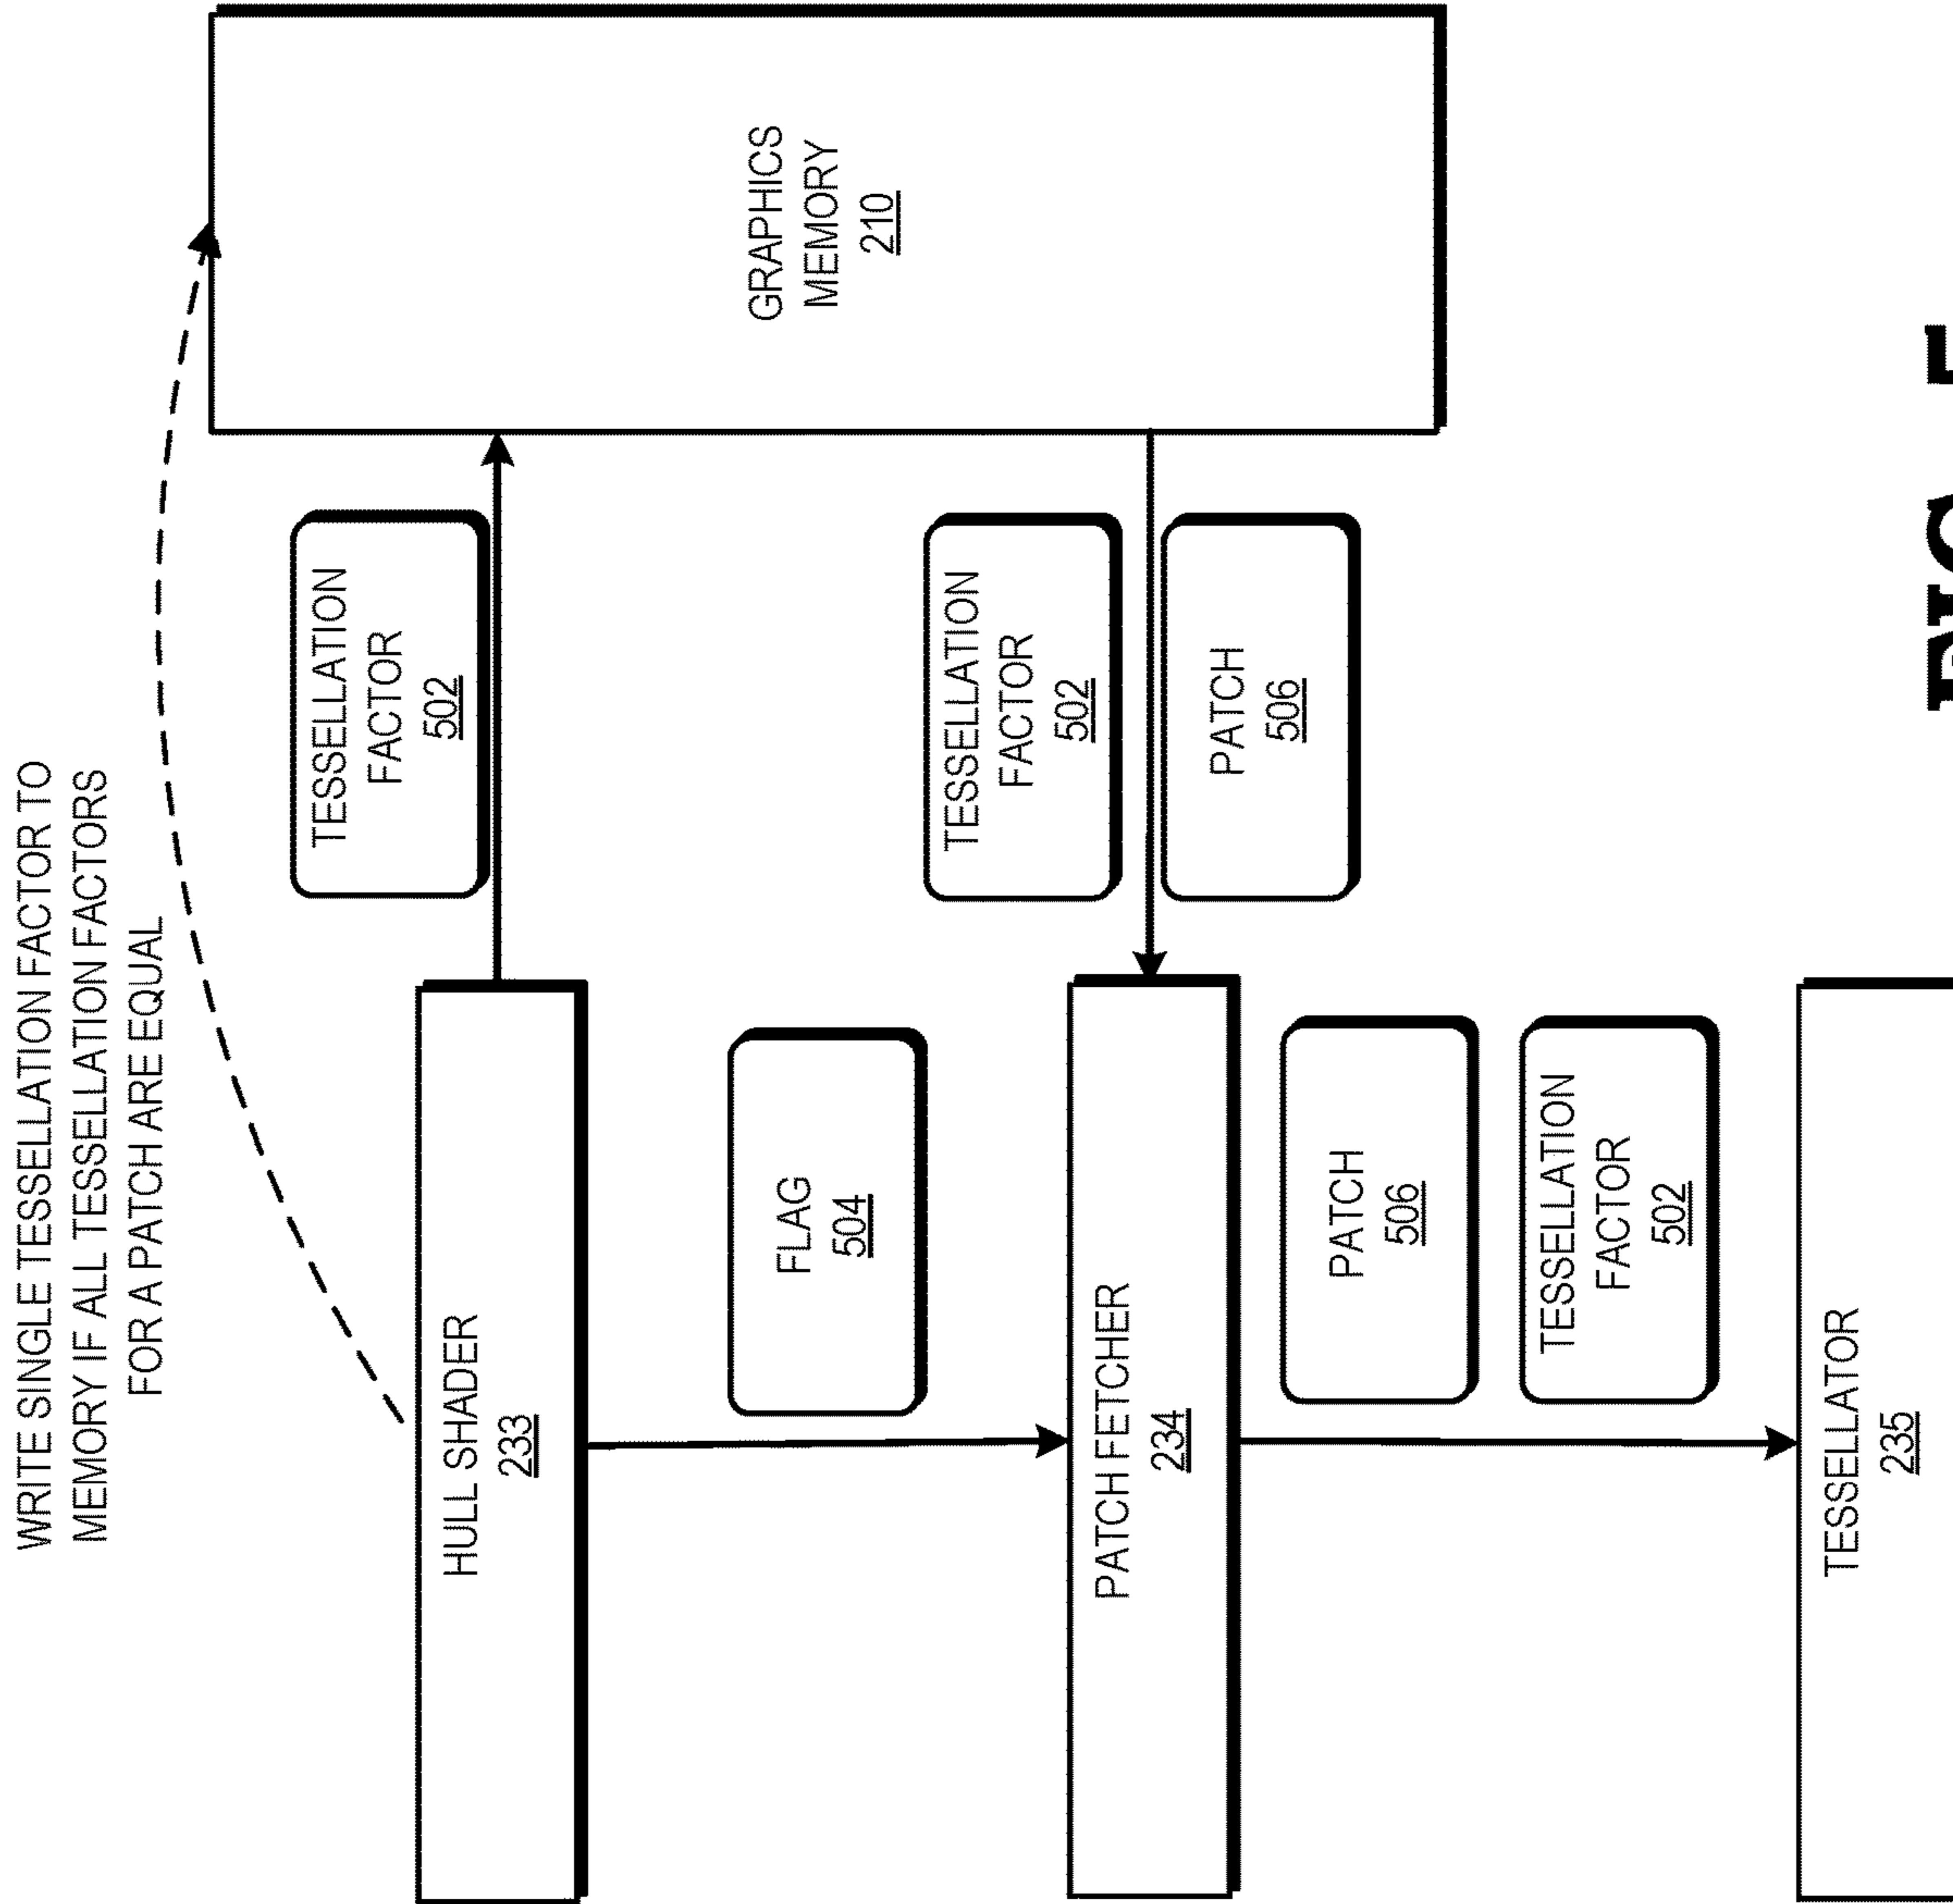 WRITE SINGLE TESSELLATION FACTOR TO
MEMORY IF ALL TESSELLATION FACTORS
FOR A PATCH ARE EQUAL
HULL SHADER
233
TESSELLATION
FACTOR
502
GRAPHICS
MEMORY
210
FLAG
504
PATCH FETCHER
234
TESSELLATION
FACTOR
502
PATCH
506
PATCH
506
TESSELLATION
FACTOR
502
TESSELLATOR
235